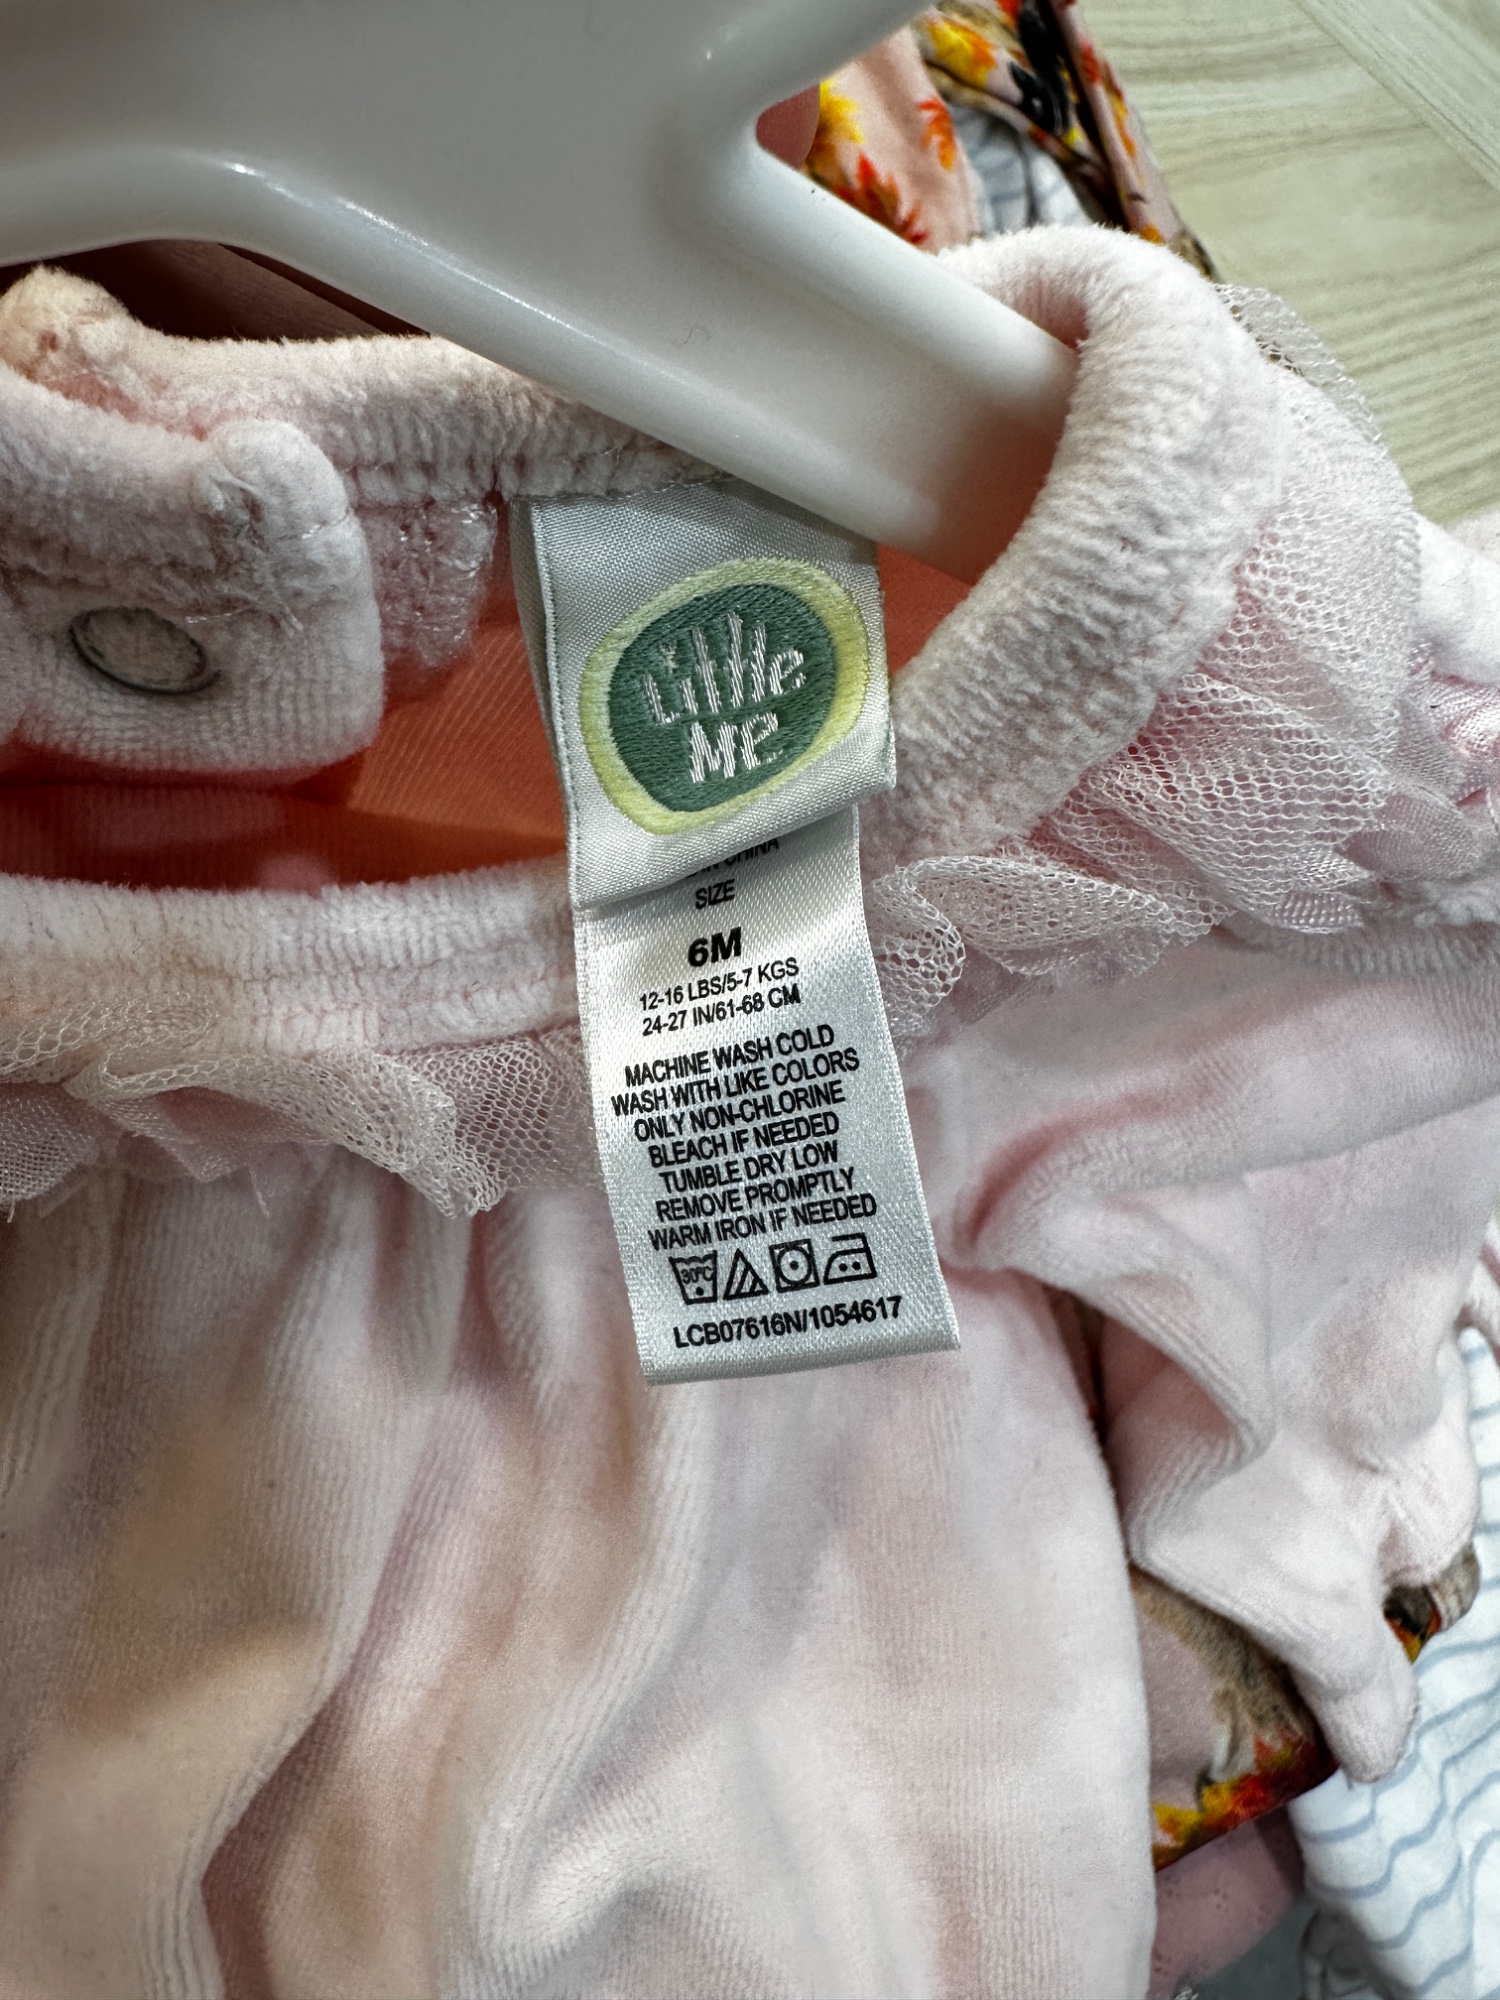 Little
Me
CHINA
SIZE
6M
12-16 LBS/5-7 KGS
24-27 IN/61-68 CM
MACHINE WASH COLD
WASH WITH LIKE COLORS
ONLY NON-CHLORINE
BLEACH IF NEEDED
TUMBLE DRY LOW
REMOVE PROMPTLY
WARM IRON IF NEEDED
30°C
LCB07616N/1054617